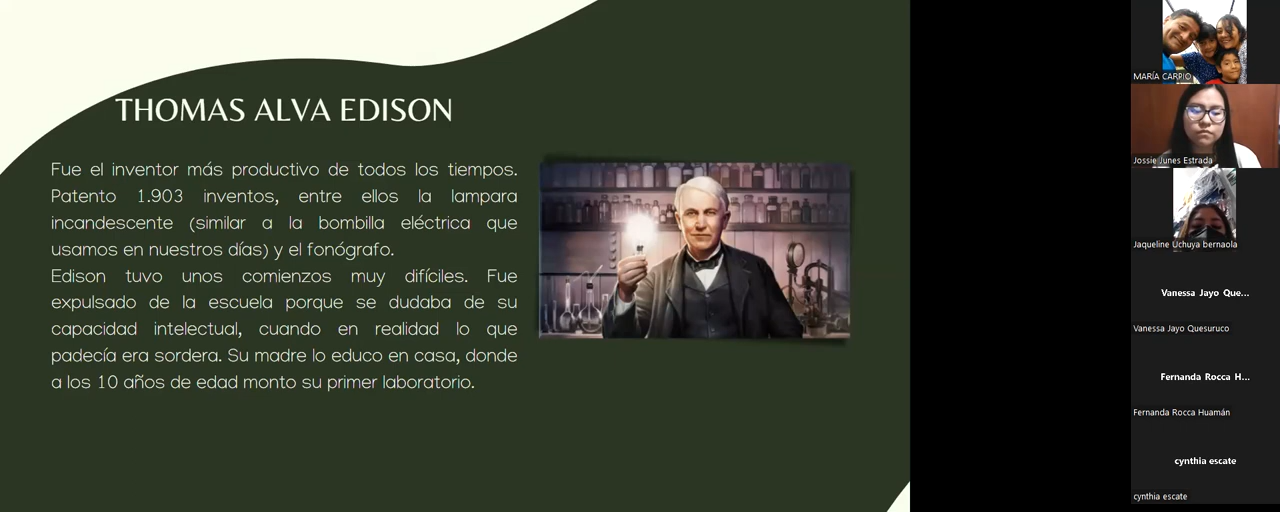 THOMAS ALVA EDISON
Fue el inventor más productivo de todos los tiempos.
Patento 1.903 inventos, entre ellos la lampara
incandescente (similar a la bombilla eléctrica que
usamos en nuestros días) y el fonógrafo.
Edison tuvo unos comienzos muy difíciles. Fue
expulsado de la escuela porque se dudaba de su
capacidad intelectual, cuando en realidad lo que
padecía era sordera. Su madre lo educo en casa, donde
a los 10 años de edad monto su primer laboratorio.
MARÍA CARPIO
Jossie Junes Estrada
Jaqueline Uchuya bernaola
Vanessa Jayo Que...
Vanessa Jayo Quesuruco
Fernanda Rocca H...
Fernanda Rocca Huamán
cynthia escate
cynthia escate